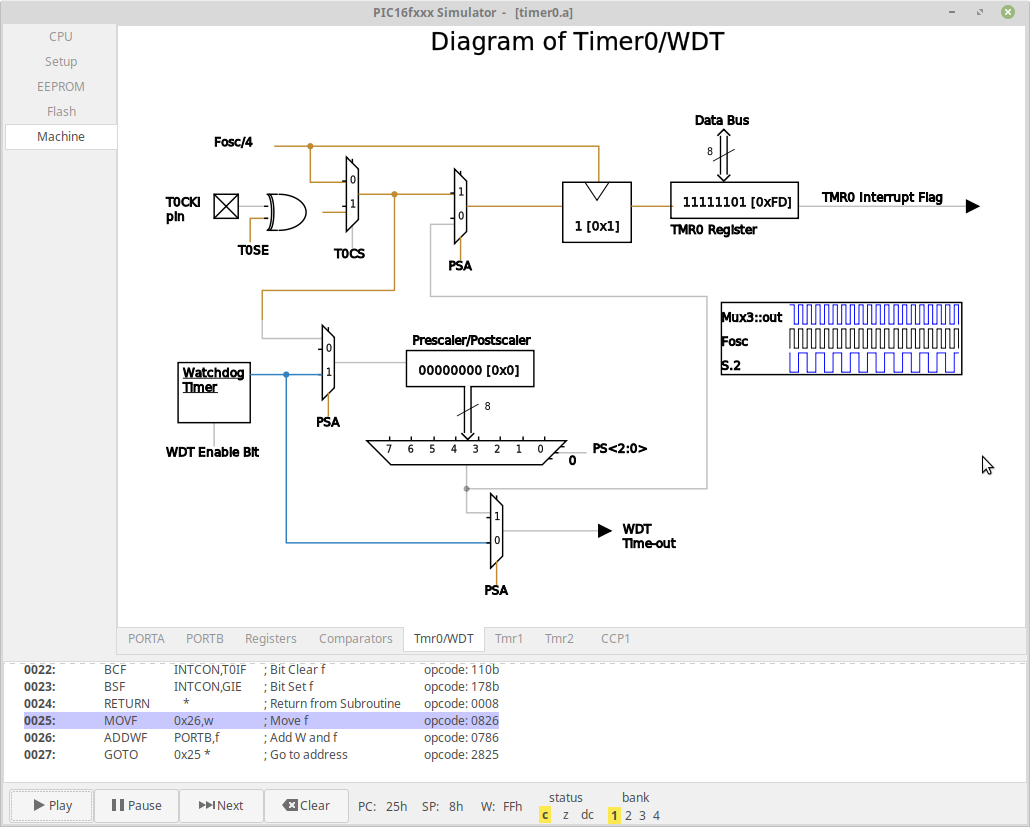 PIC16fxxx Simulator - [timer0.a]
CPU
Setup
EEPROM
Flash
Machine
Diagram of Timer0/WDT
Data Bus
8
Fosc/4
0
1
T0CKI
pin
T0SE
T0CS
1
0
PSA
1 [0x1]
11111101 [0xFD]
TMR0 Register
TMR0 Interrupt Flag
Mux3::out
Fosc
S.2
Prescaler/Postscaler
00000000 [0x0]
0
1
PSA
Watchdog
Timer
WDT Enable Bit
8
7 6 5 4 3 2 1 0
PS<2:0>
0
1
0
PSA
WDT
Time-out
PORTA PORTB Registers Comparators Tmr0/WDT Tmr1 Tmr2 CCP1
0022: BCF INTCON,T0IF ; Bit Clear f opcode: 110b
0023: BSF INTCON,GIE ; Bit Set f opcode: 178b
0024: RETURN * ; Return from Subroutine opcode: 0008
0025: MOVF 0x26,w ; Move f opcode: 0826
0026: ADDWF PORTB,f ; Add W and f opcode: 0786
0027: GOTO 0x25 * ; Go to address opcode: 2825
Play Pause Next Clear PC: 25h SP: 8h W: FFh
status bank
c z dc 1 2 3 4